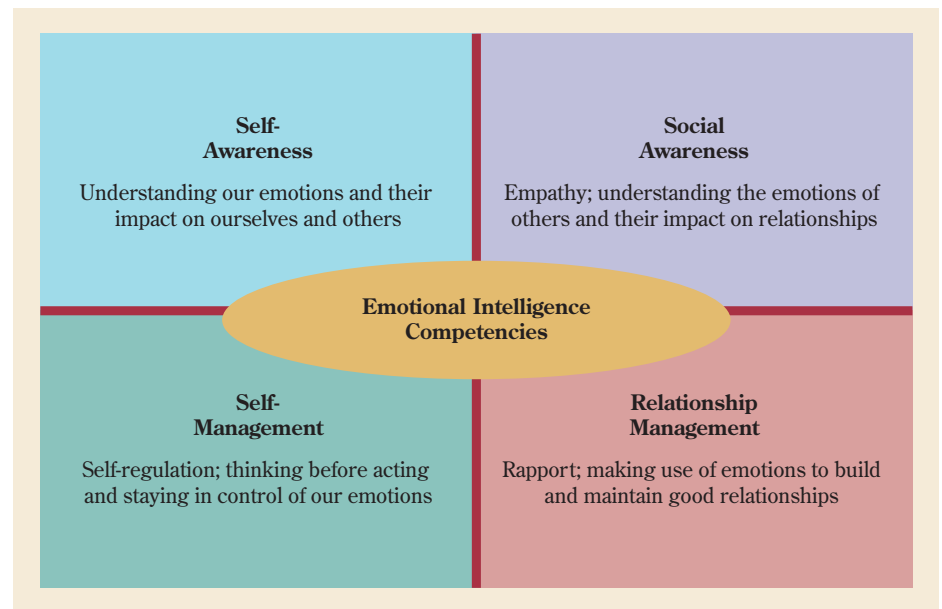 Self-
Awareness
Understanding our emotions and their
impact on ourselves and others
Social
Awareness
Empathy; understanding the emotions of
others and their impact on relationships
Emotional Intelligence
Competencies
Self-
Management
Self-regulation; thinking before acting
and staying in control of our emotions
Relationship
Management
Rapport; making use of emotions to build
and maintain good relationships